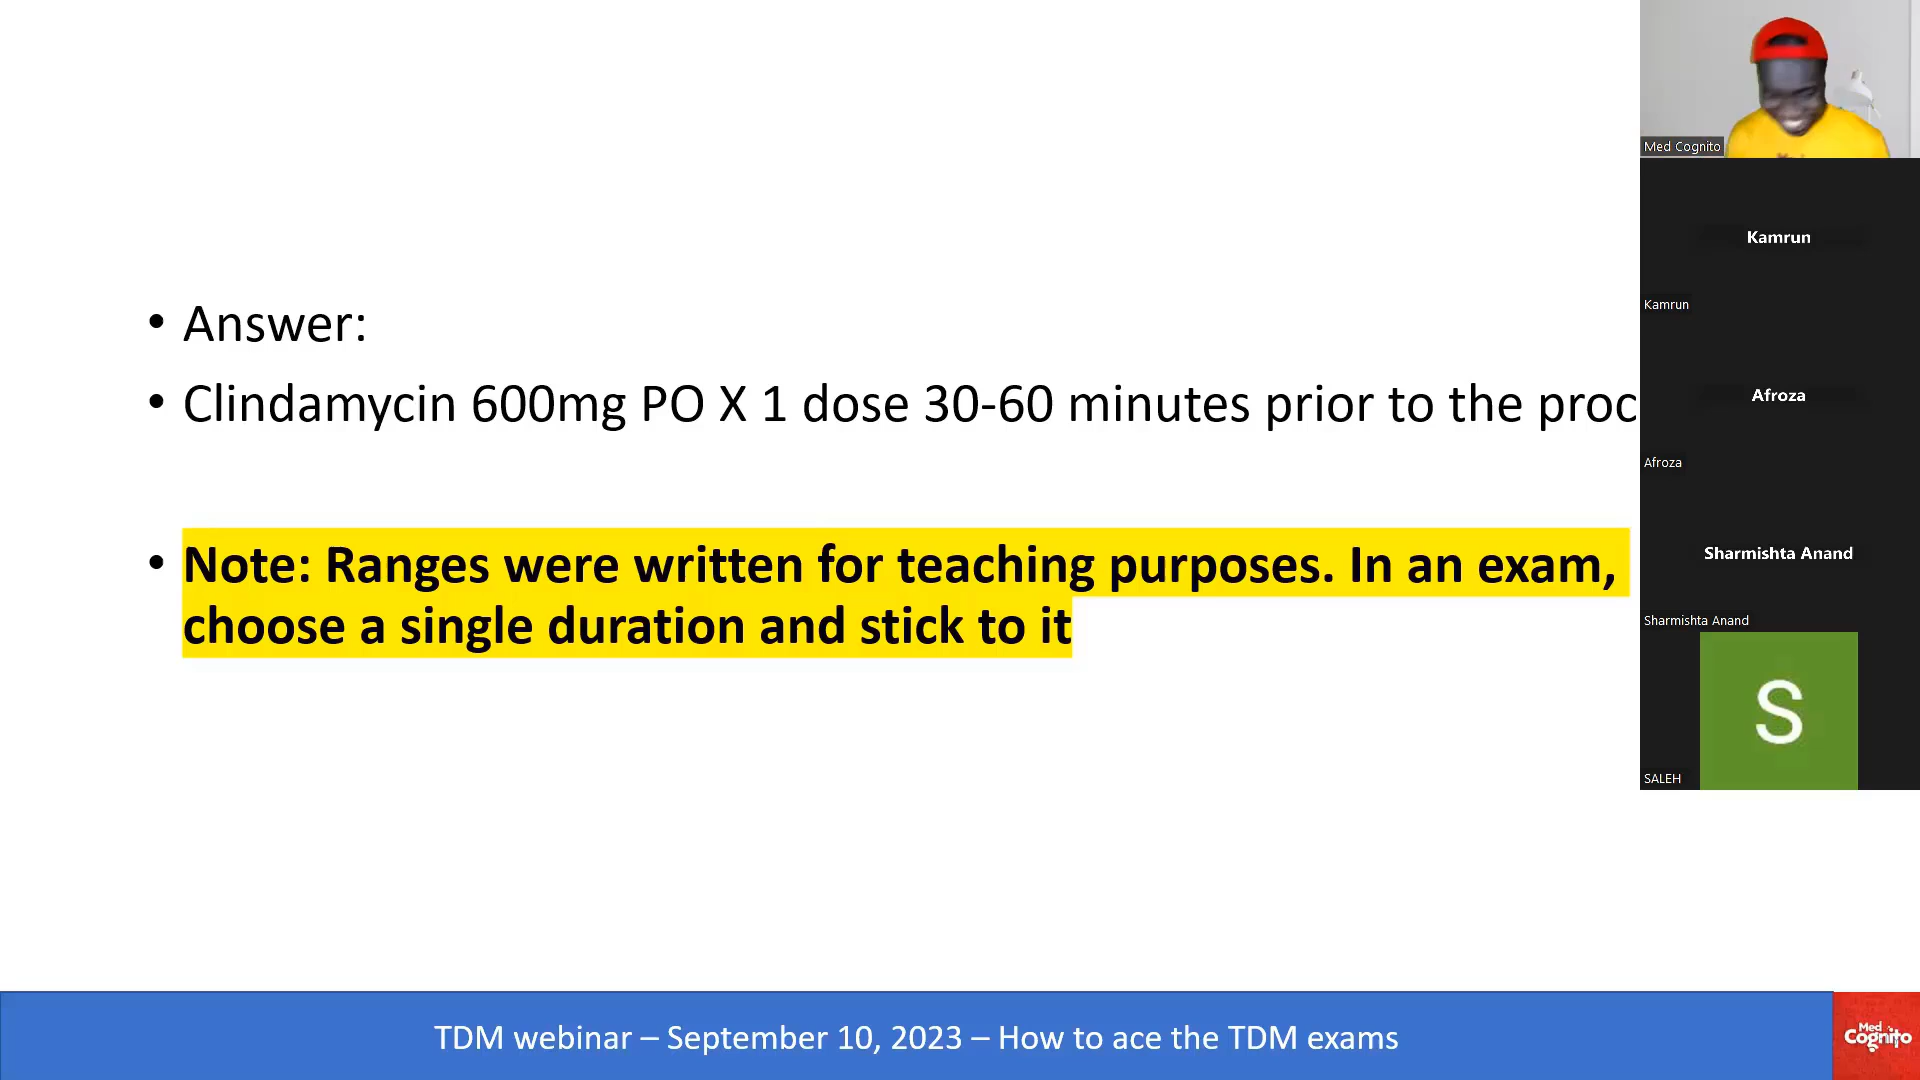 • Answer:
• Clindamycin 600mg PO X 1 dose 30-60 minutes prior to the proc
• Note: Ranges were written for teaching purposes. In an exam,
choose a single duration and stick to it
Med Cognito
Kamrun
Kamrun
Afroza
Afroza
Sharmishta Anand
Sharmishta Anand
S
SALEH
TDM webinar – September 10, 2023 – How to ace the TDM exams
Med
Cognito